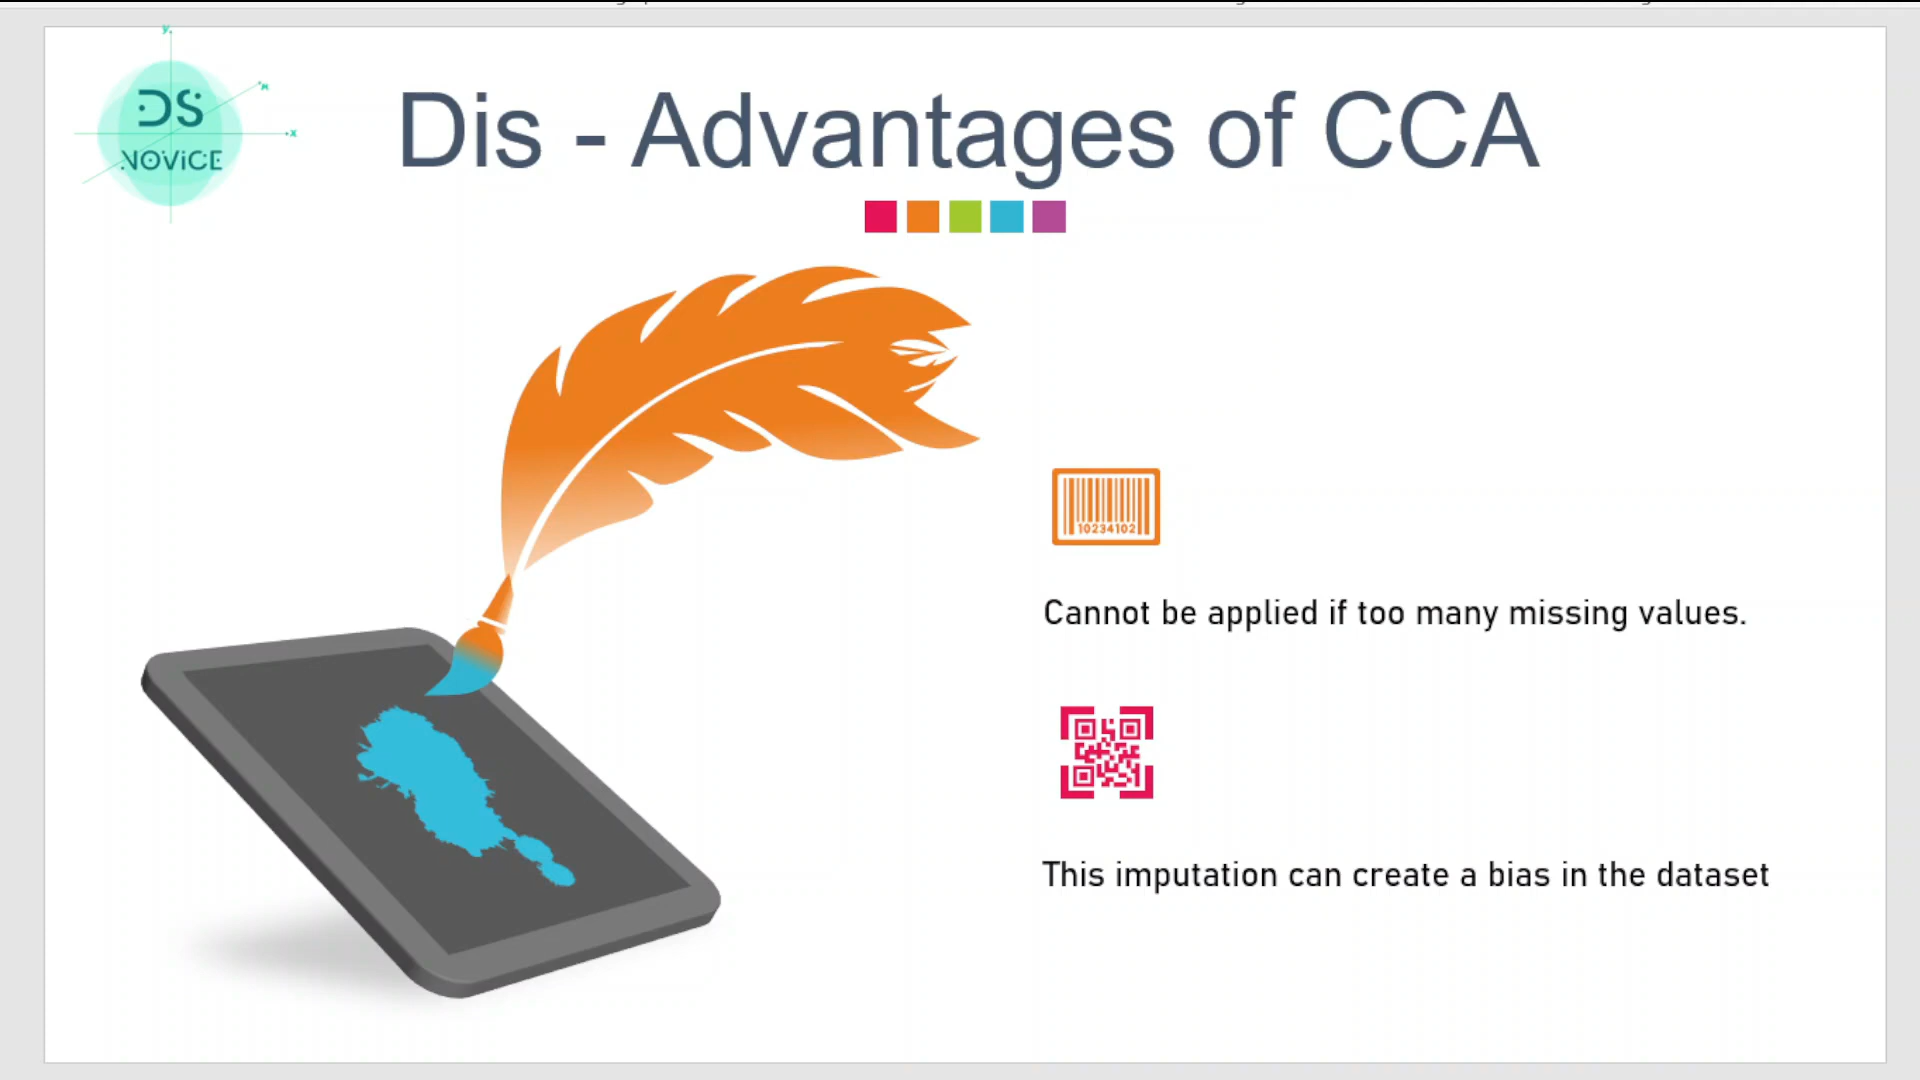 y
DS
NOVICE
x
Dis - Advantages of CCA
10234102
Cannot be applied if too many missing values.
This imputation can create a bias in the dataset